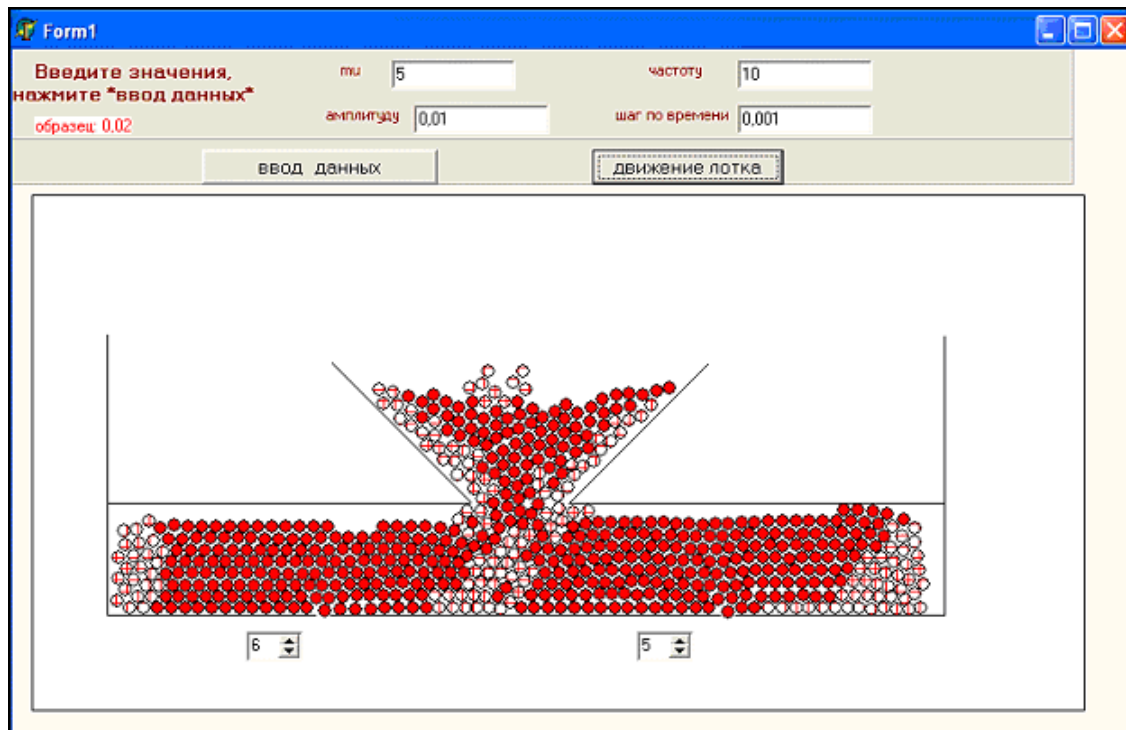 Form1
Введите значения,
нажмите *ввод данных*
образец: 0,02
mu 5
частоту 10
амплитуду 0,01
шаг по времени 0,001
ввод данных
движение лотка
6
5